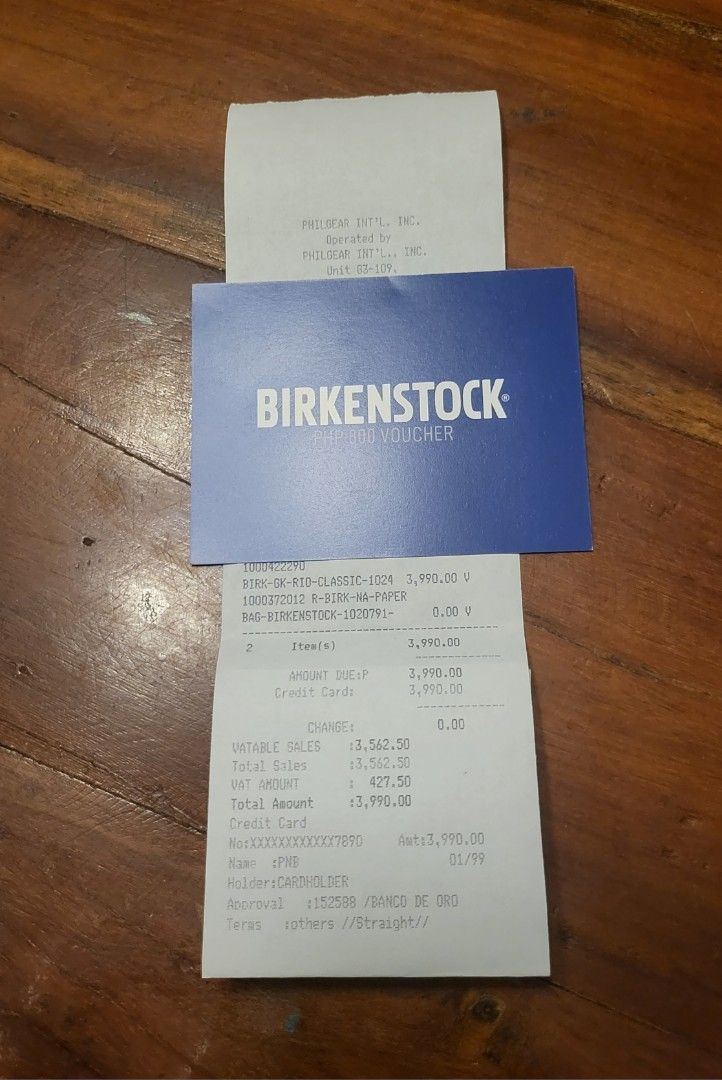 PHILGEAR INT'L. INC.
Operated by
PHILGEAR INT'L., INC.
Unit G3-109,
BIRKENSTOCK®
PHP 800 VOUCHER
1000422290
BIRK-GK-RIO-CLASSIC-1024 3,990.00 V
1000372012 R-BIRK-NA-PAPER
BAG-BIRKENSTOCK-1020791- 0.00 V
2 Item(s) 3,990.00
AMOUNT DUE:P 3,990.00
Credit Card: 3,990.00
CHANGE: 0.00
VATABLE SALES :3,562.50
Total Sales :3,562.50
VAT AMOUNT : 427.50
Total Amount :3,990.00
Credit Card
No:XXXXXXXXXXXX7890 Amt:3,990.00
Name :PNB 01/99
Holder:CARDHOLDER
Approval :152588 /BANCO DE ORO
Terms :others //Straight//